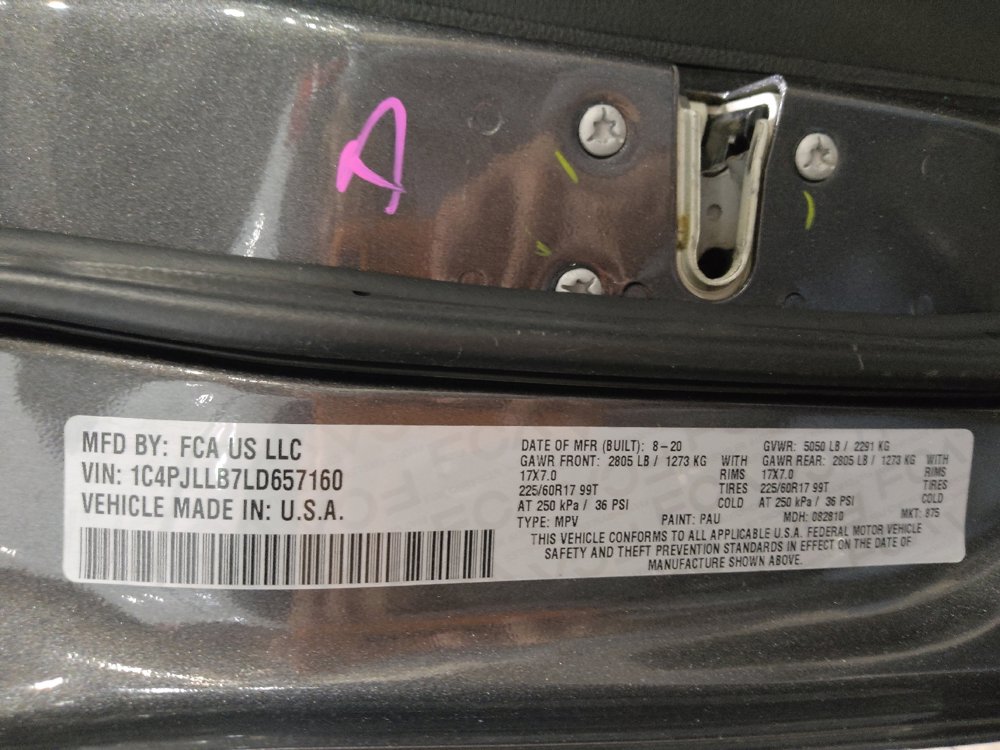 D
MFD BY: FCA US LLC
VIN: 1C4PJLLB7LD657160
VEHICLE MADE IN: U.S.A.
DATE OF MFR (BUILT): 8-20 GVWR: 5050 LB / 2291 KG
GAWR FRONT: 2805 LB / 1273 KG WITH GAWR REAR: 2805 LB / 1273 KG WITH
17X7.0 RIMS 17X7.0 RIMS
225/60R17 99T TIRES 225/60R17 99T TIRES
AT 250 kPa / 36 PSI COLD AT 250 kPa / 36 PSI COLD
TYPE: MPV PAINT: PAU MDH: 082810 MKT: 875
THIS VEHICLE CONFORMS TO ALL APPLICABLE U.S.A. FEDERAL MOTOR VEHICLE
SAFETY AND THEFT PREVENTION STANDARDS IN EFFECT ON THE DATE OF
MANUFACTURE SHOWN ABOVE.